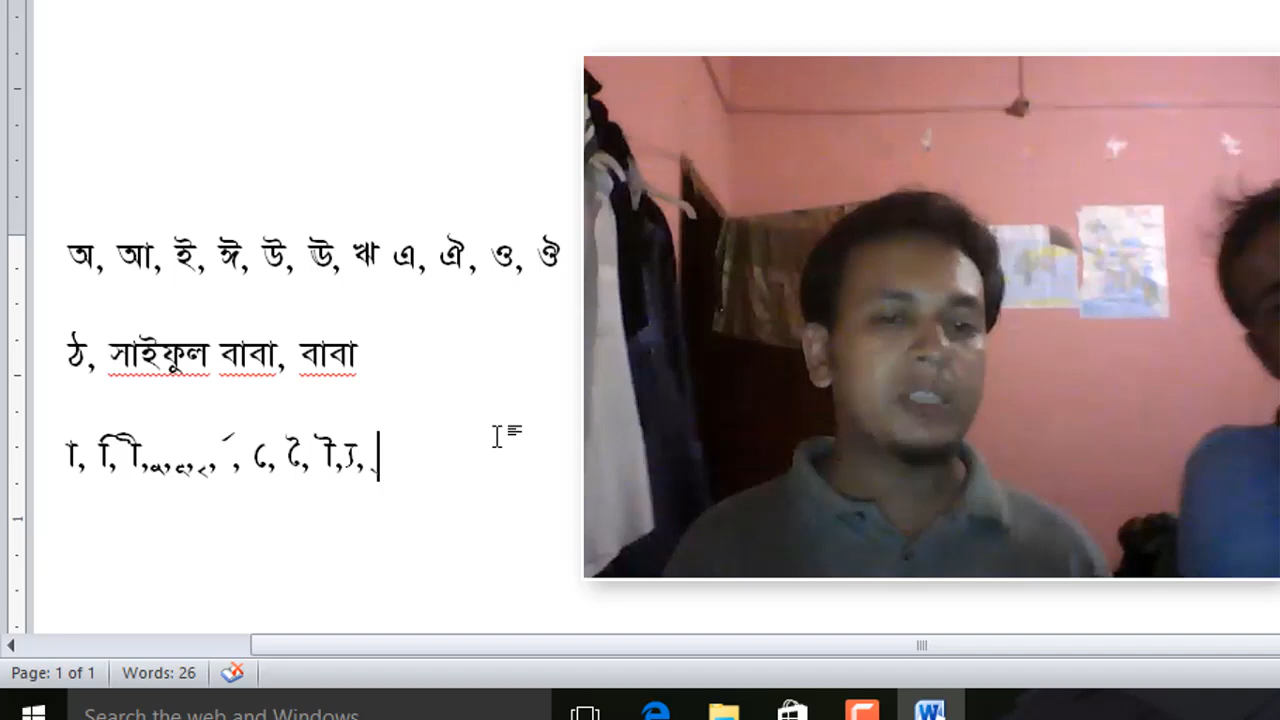 অ, আ, ই, ঈ, উ, ঊ, ঋ এ, ঐ, ও, ঔ
ঠ, সাইফুল বাবা, বাবা
া, ি, ী, ু, ূ, ৃ, র্ , ে, ৈ, ৗ,
Page: 1 of 1 Words: 26
Search the web and Windows